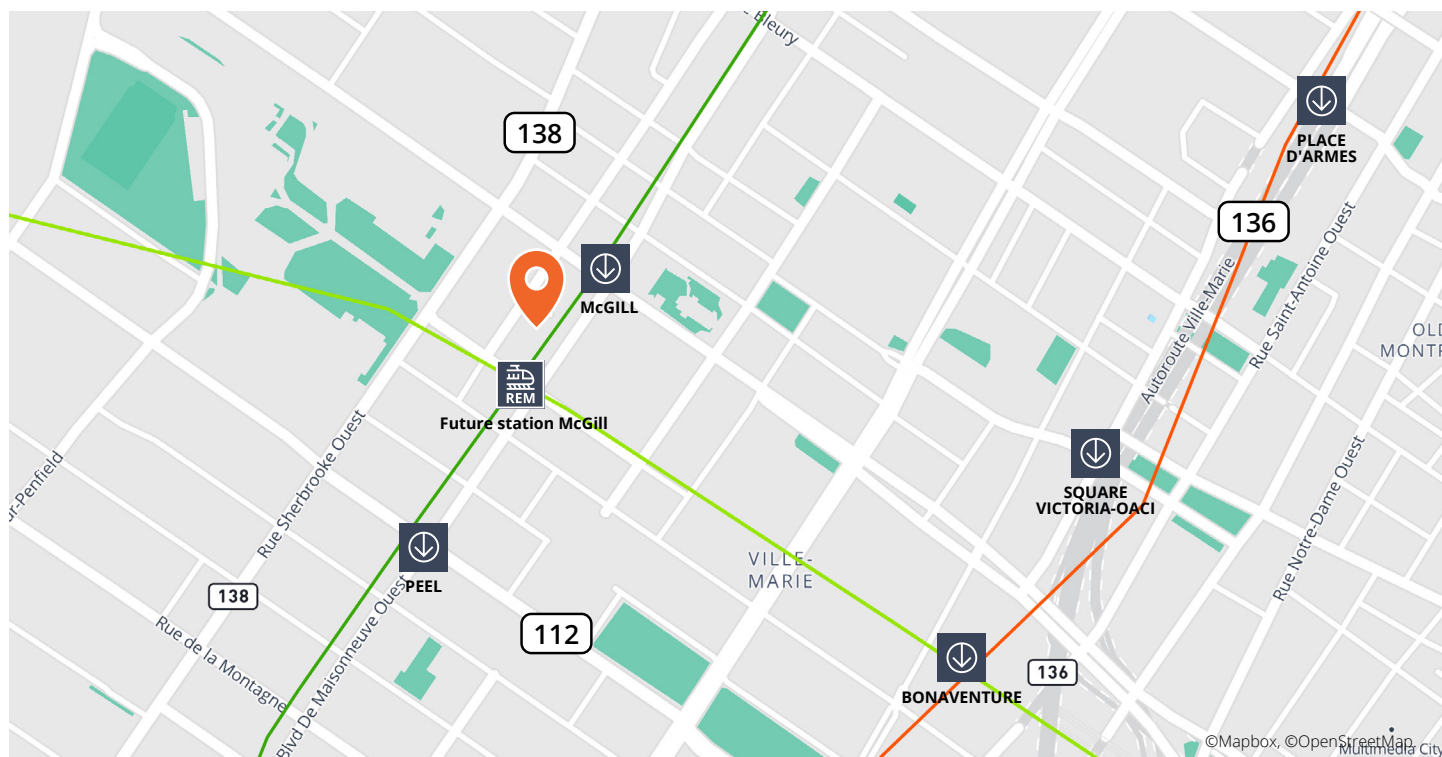 Bleury
138
PLACE
D'ARMES
136
McGILL
Autoroute Ville-Marie
Rue Saint-Antoine Ouest
REM
Future station McGill
Rue Sherbrooke Ouest
SQUARE
VICTORIA-OACI
Rue Notre-Dame Ouest
VILLE-
MARIE
PEEL
138
Rue de la Montagne
Blvd De Maisonneuve Ouest
112
BONAVENTURE
136
©Mapbox, ©OpenStreetMap
Multimedia City